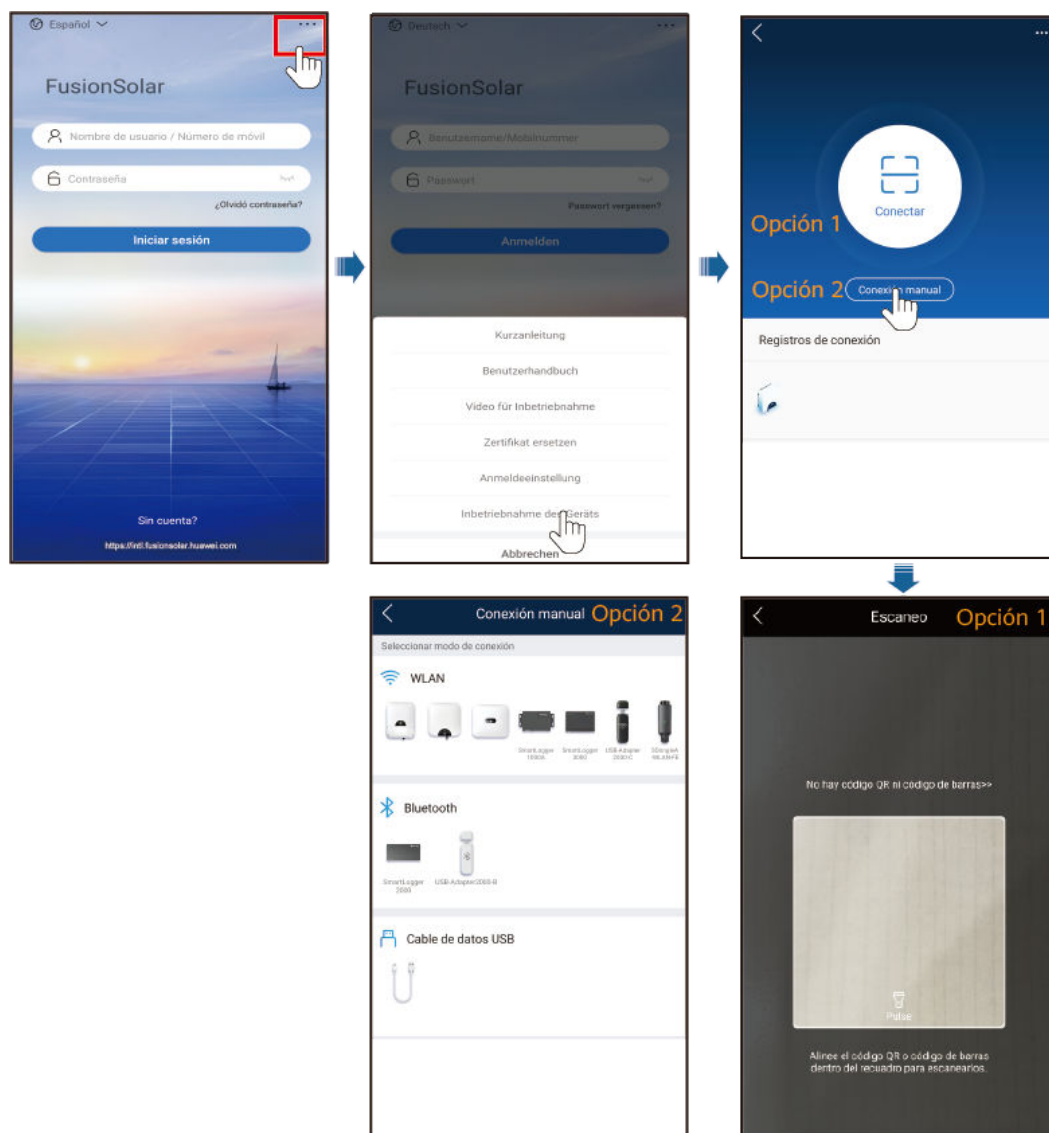 Español
FusionSolar
Nombre de usuario / Número de móvil
Contraseña
¿Olvidó contraseña?
Iniciar sesión
Sin cuenta?
https://intl.fusionsolar.huawei.com
Deutsch
FusionSolar
Benutzername/Mobilnummer
Passwort
Passwort vergessen?
Anmelden
Kurzanleitung
Benutzerhandbuch
Video für Inbetriebnahme
Zertifikat ersetzen
Anmeldeeinstellung
Inbetriebnahme des Geräts
Abbrechen
Conectar
Opción 1
Opción 2
Conexión manual
Registros de conexión
Conexión manual
Opción 2
Seleccionar modo de conexión
WLAN
SmartLogger
1000A
SmartLogger
3000
USB-Adapter
2000-C
WLAN-FE
Bluetooth
SmartLogger
2000
USB-Adapter2000-B
Cable de datos USB
Escaneo
Opción 1
No hay código QR ni código de barras>>
Pulse
Alinee el código QR o código de barras
dentro del recuadro para escanearlos.